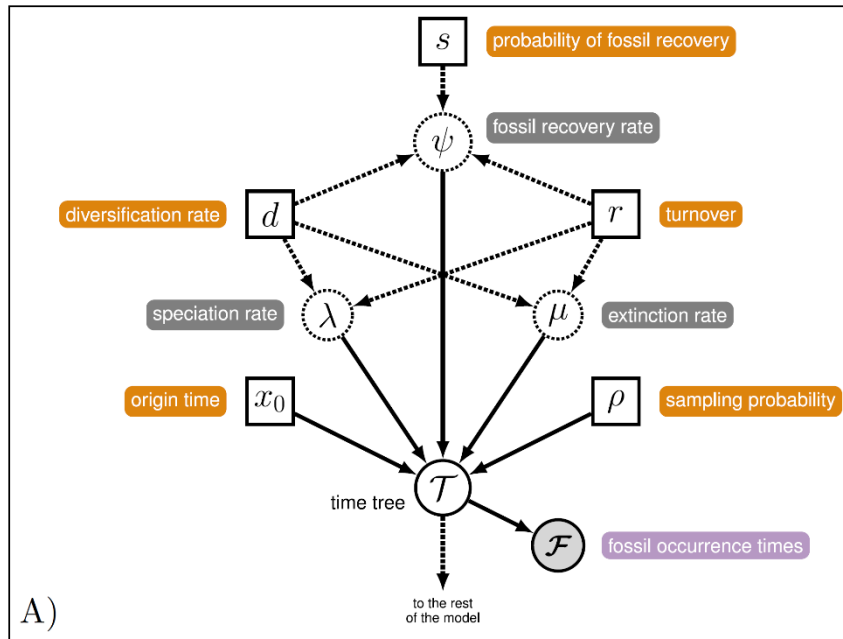 s probability of fossil recovery
ψ fossil recovery rate
diversification rate d r turnover
speciation rate λ μ extinction rate
origin time x₀ ρ sampling probability
time tree 𝒯
ℱ fossil occurrence times
to the rest
of the model
A)